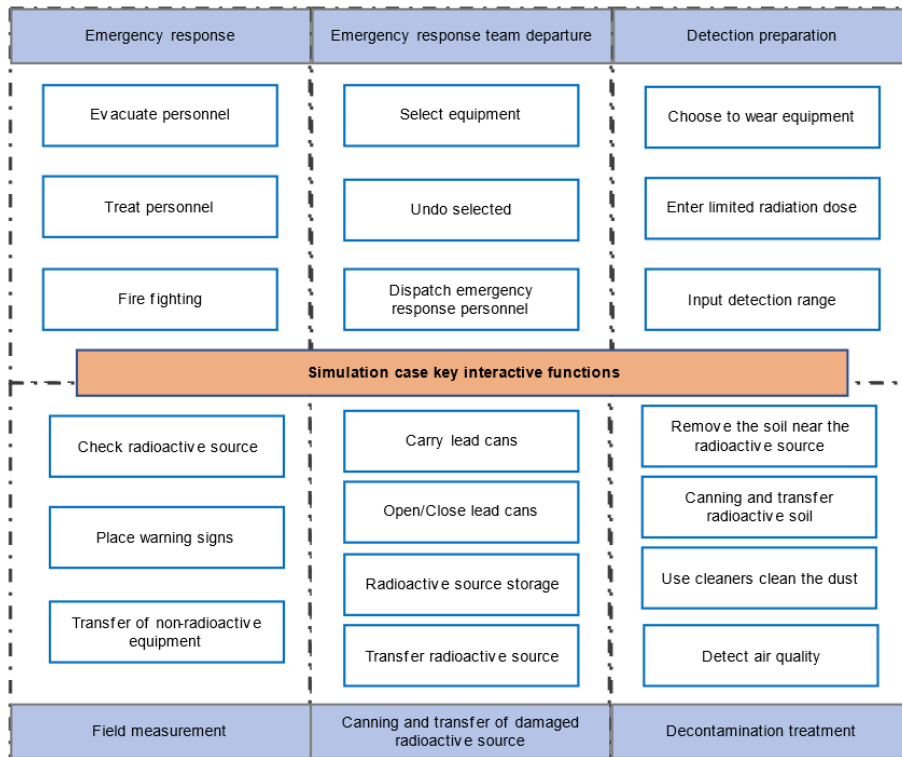 Emergency response
Emergency response team departure
Detection preparation
Evacuate personnel
Select equipment
Choose to wear equipment
Treat personnel
Undo selected
Enter limited radiation dose
Fire fighting
Dispatch emergency
response personnel
Input detection range
Simulation case key interactive functions
Check radioactive source
Carry lead cans
Remove the soil near the
radioactive source
Place warning signs
Open/Close lead cans
Canning and transfer
radioactive soil
Transfer of non-radioactive
equipment
Radioactive source storage
Use cleaners clean the dust
Transfer radioactive source
Detect air quality
Field measurement
Canning and transfer of damaged
radioactive source
Decontamination treatment